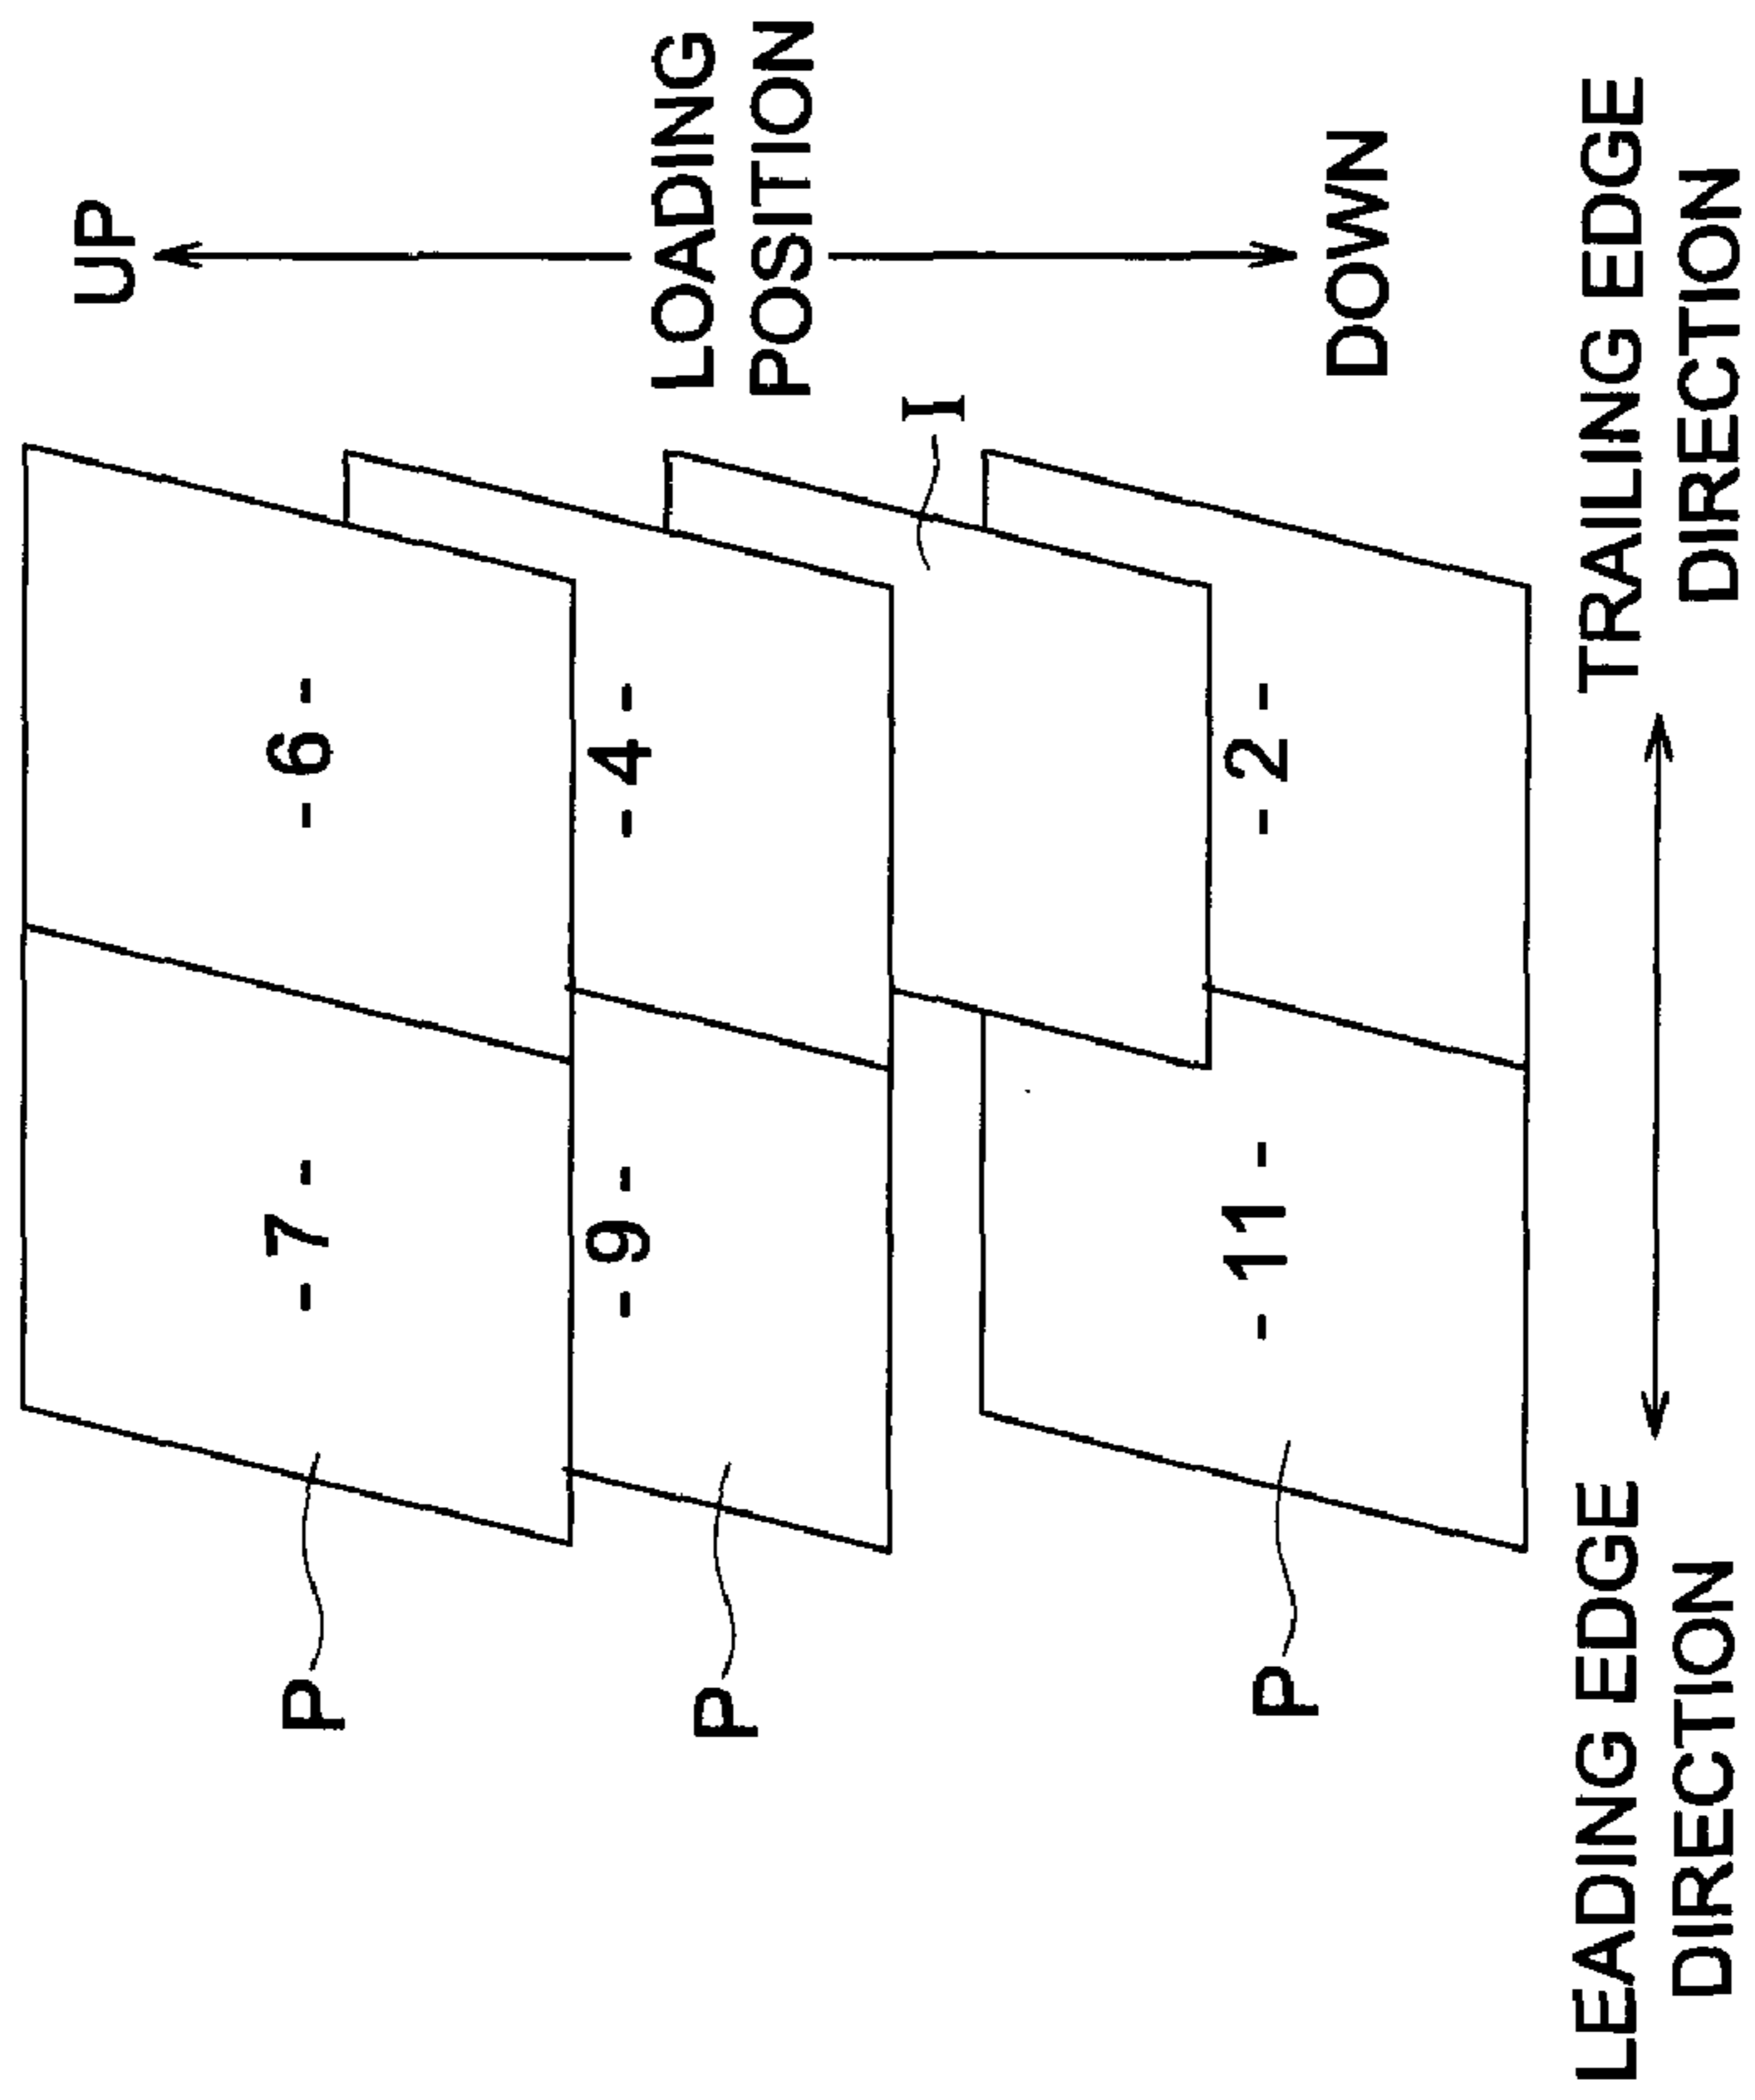 UP
P
- 7 -
- 6 -
P
- 9 -
- 4 -
LOADING
POSITION
I
P
- 11 -
- 2 -
DOWN
LEADING EDGE
DIRECTION
TRAILING EDGE
DIRECTION